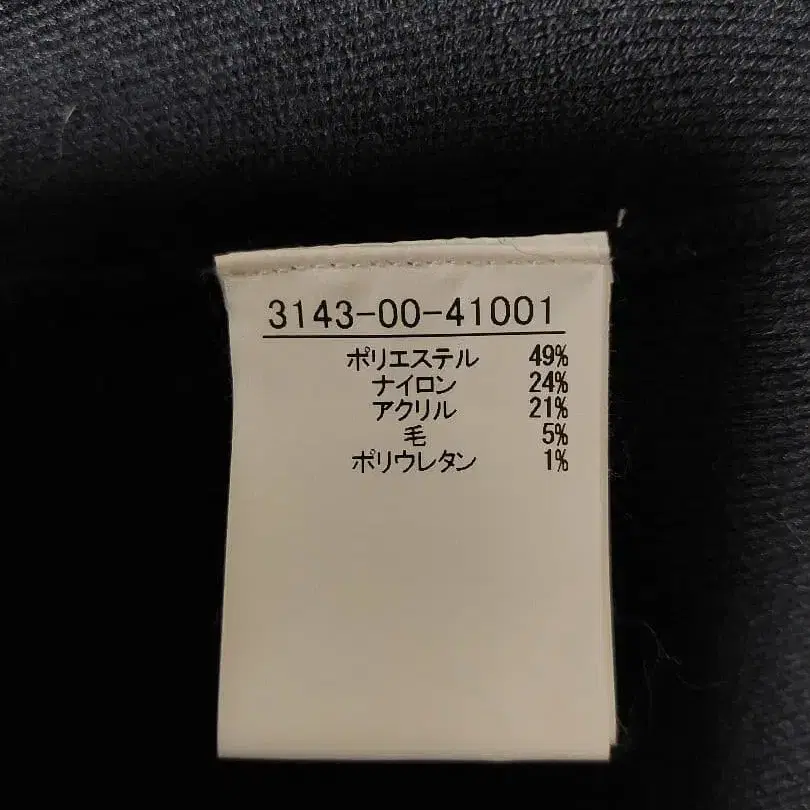 3143-00-41001
ポリエステル 49%
ナイロン 24%
アクリル 21%
毛 5%
ポリウレタン 1%